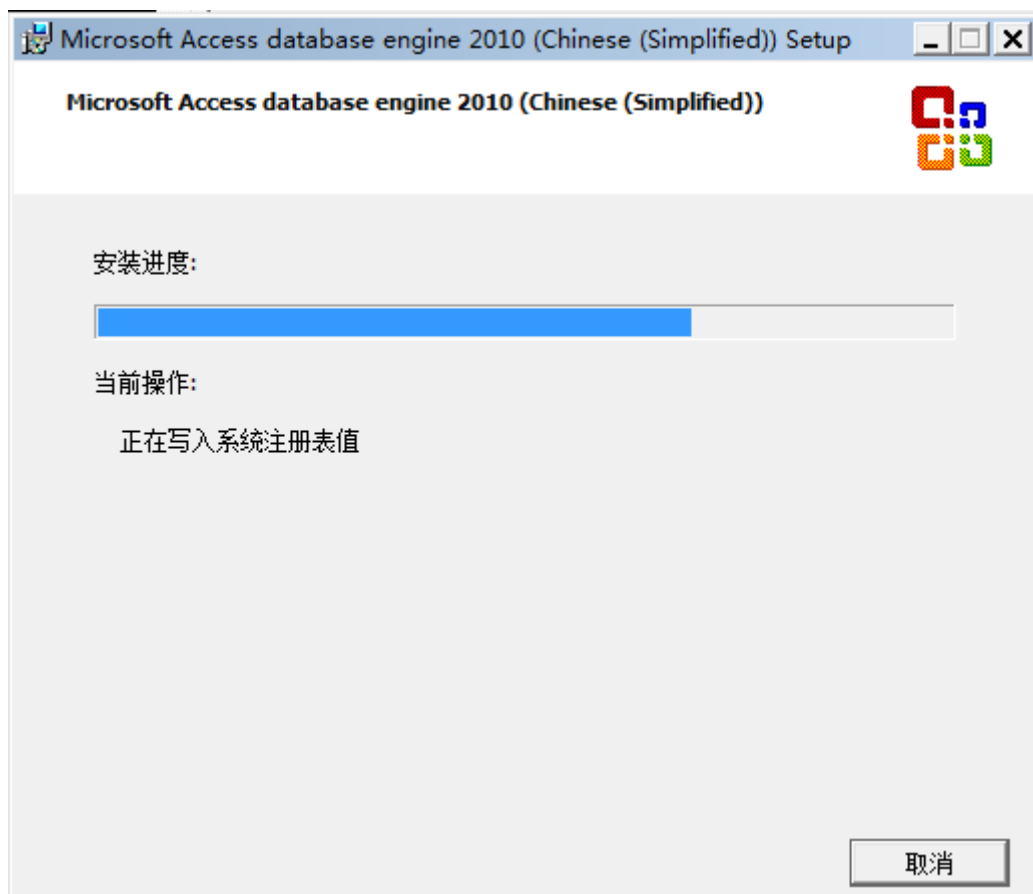 Microsoft Access database engine 2010 (Chinese (Simplified)) Setup
Microsoft Access database engine 2010 (Chinese (Simplified))
安装进度:
当前操作:
正在写入系统注册表值
取消